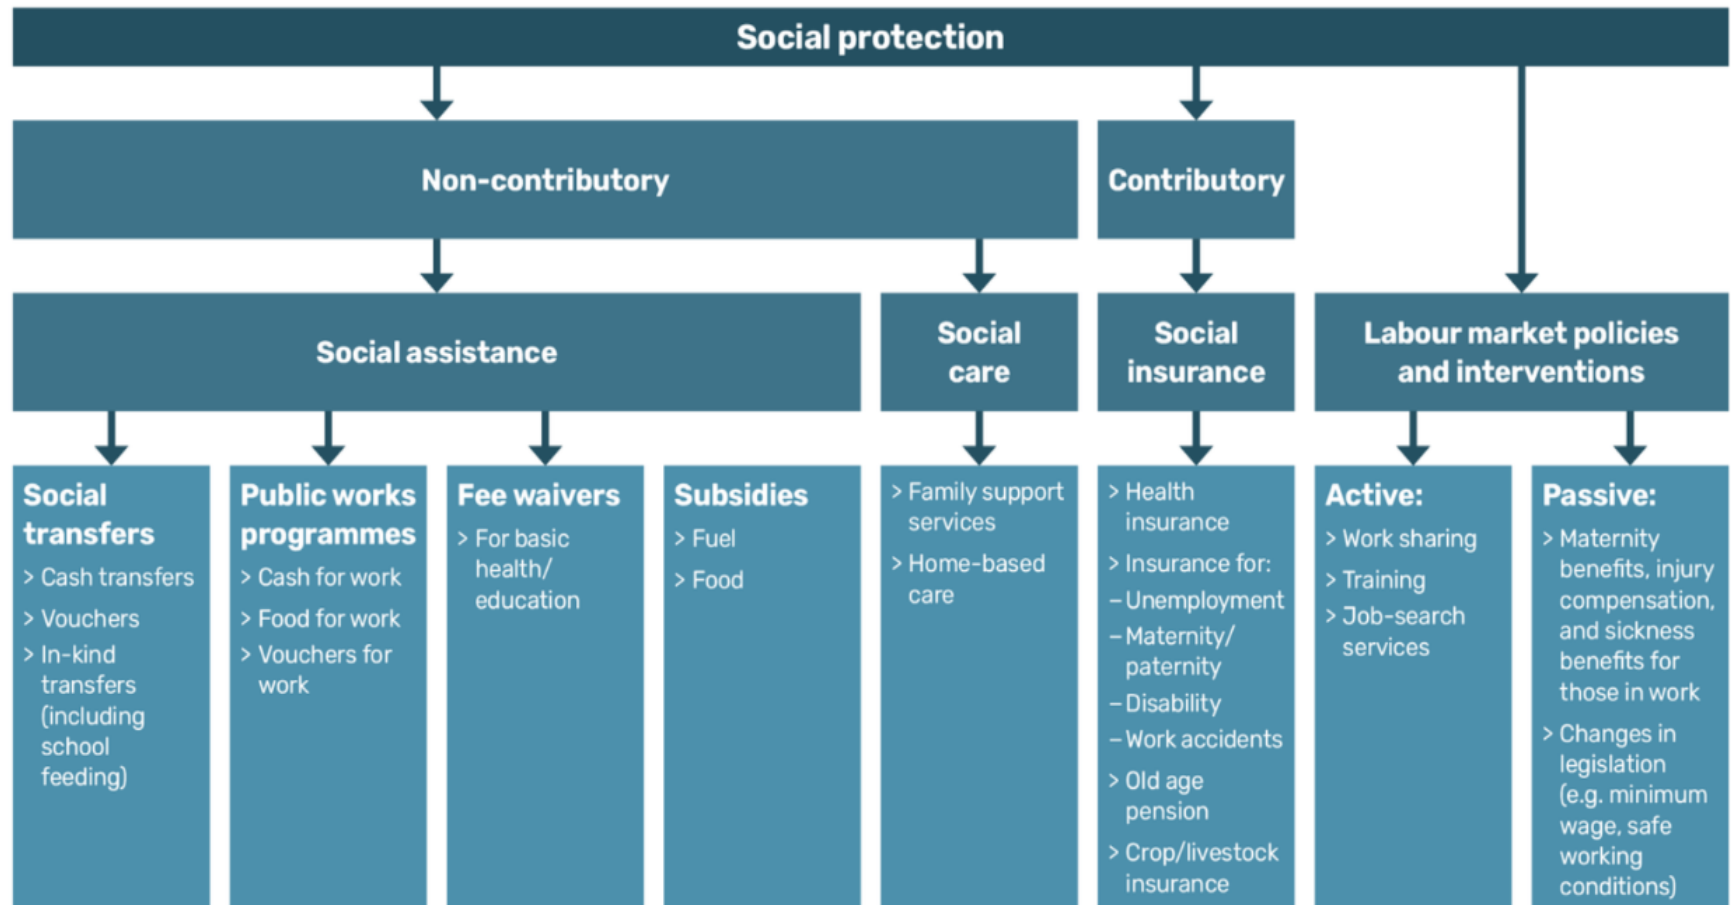 Social protection
Non-contributory
Contributory
Social assistance
Social
care
Social
insurance
Labour market policies
and interventions
Social
transfers
> Cash transfers
> Vouchers
> In-kind
transfers
(including
school
feeding)
Public works
programmes
> Cash for work
> Food for work
> Vouchers for
work
Fee waivers
> For basic
health/
education
Subsidies
> Fuel
> Food
> Family support
services
> Home-based
care
> Health
insurance
> Insurance for:
– Unemployment
– Maternity/
paternity
– Disability
– Work accidents
> Old age
pension
> Crop/livestock
insurance
Active:
> Work sharing
> Training
> Job-search
services
Passive:
> Maternity
benefits, injury
compensation,
and sickness
benefits for
those in work
> Changes in
legislation
(e.g. minimum
wage, safe
working
conditions)